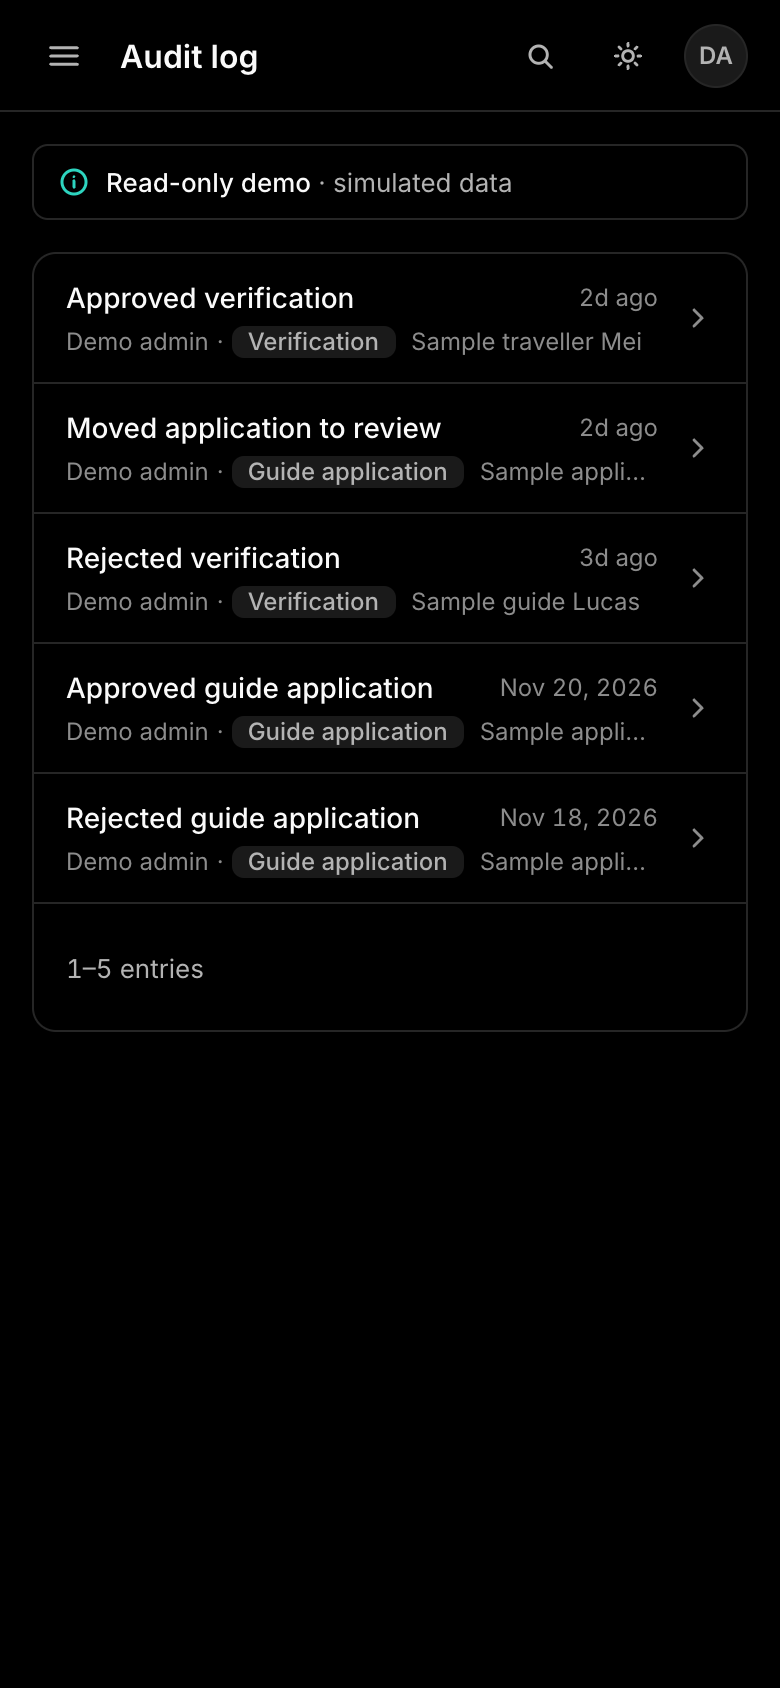 Audit log
DA
Read-only demo · simulated data
Approved verification 2d ago
Demo admin · Verification Sample traveller Mei
Moved application to review 2d ago
Demo admin · Guide application Sample appli...
Rejected verification 3d ago
Demo admin · Verification Sample guide Lucas
Approved guide application Nov 20, 2026
Demo admin · Guide application Sample appli...
Rejected guide application Nov 18, 2026
Demo admin · Guide application Sample appli...
1–5 entries